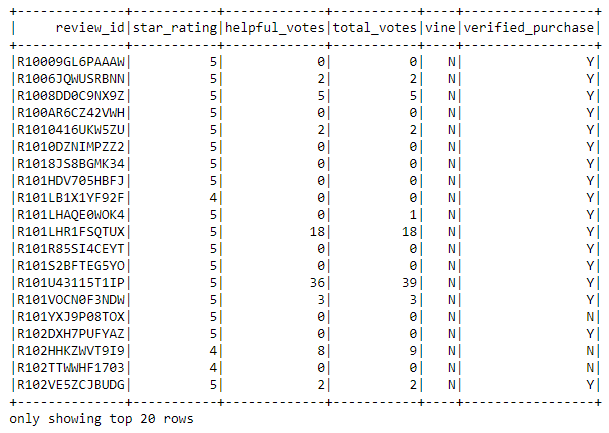 +--------------+-----------+-------------+-----------+----+-----------------+
|     review_id|star_rating|helpful_votes|total_votes|vine|verified_purchase|
+--------------+-----------+-------------+-----------+----+-----------------+
|R10009GL6PAAAW|          5|            0|          0|   N|                Y|
|R1006JQWUSRBNN|          5|            2|          2|   N|                Y|
|R1008DD0C9NX9Z|          5|            5|          5|   N|                Y|
|R100AR6CZ42VWH|          5|            0|          0|   N|                Y|
|R1010416UKW5ZU|          5|            2|          2|   N|                Y|
|R1010DZNIMPZZ2|          5|            0|          0|   N|                Y|
|R1018JS8BGMK34|          5|            0|          0|   N|                Y|
|R101HDV705HBFJ|          5|            0|          0|   N|                Y|
|R101LB1X1YF92F|          4|            0|          0|   N|                Y|
|R101LHAQE0WOK4|          5|            0|          1|   N|                Y|
|R101LHR1FSQTUX|          5|           18|         18|   N|                Y|
|R101R85SI4CEYT|          5|            0|          0|   N|                Y|
|R101S2BFTEG5YO|          5|            0|          0|   N|                Y|
|R101U43115T1IP|          5|           36|         39|   N|                Y|
|R101VOCN0F3NDW|          5|            3|          3|   N|                Y|
|R101YXJ9P08TOX|          5|            0|          0|   N|                N|
|R102DXH7PUFYAZ|          5|            0|          0|   N|                Y|
|R102HHKZWVT9I9|          4|            8|          9|   N|                N|
|R102TTWWHF1703|          4|            0|          0|   N|                N|
|R102VE5ZCJBUDG|          5|            2|          2|   N|                Y|
+--------------+-----------+-------------+-----------+----+-----------------+
only showing top 20 rows